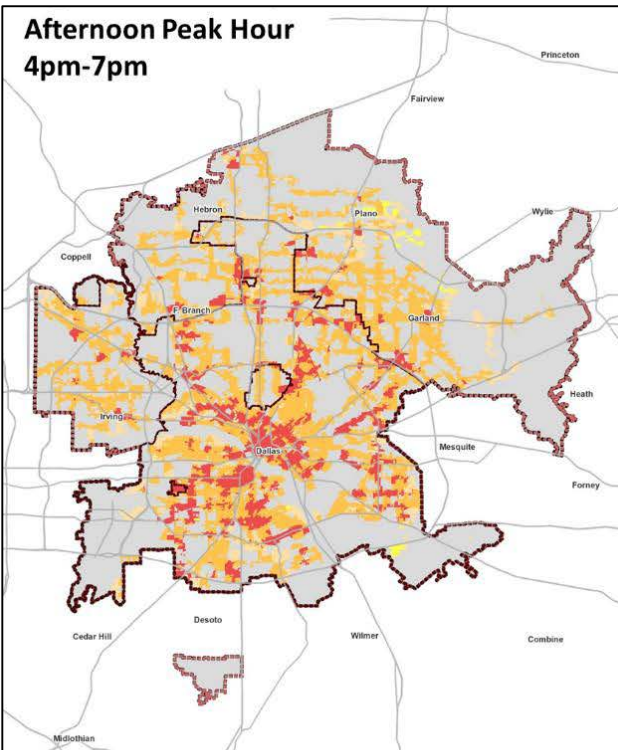 Afternoon Peak Hour
4pm-7pm
Princeton
Fairview
Hebron
Plano
Wylie
Coppell
F. Branch
Garland
Heath
Irving
Mesquite
Dallas
Forney
Desoto
Cedar Hill
Wilmer
Combine
Midlothian